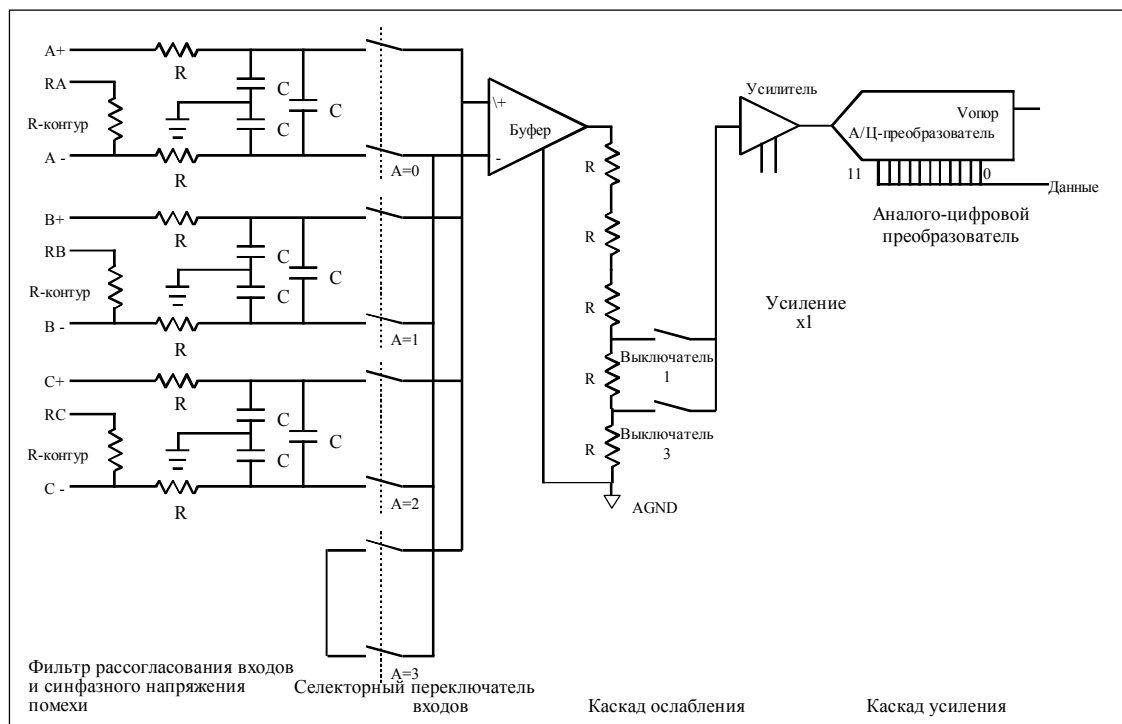 A+
R
RA
C
C
R-контур
C
A -
R
A=0
B+
R
RB
C
C
R-контур
C
B -
R
A=1
C+
R
RC
C
C
R-контур
C
C -
R
A=2
A=3
\+
Буфер
-
R
R
R
R
R
Выключатель
1
Выключатель
3
AGND
Усилитель
Vопор
А/Ц-преобразователь
11
0
Данные
Аналого-цифровой
преобразователь
Усиление
x1
Фильтр рассогласования входов
и синфазного напряжения
помехи
Селекторный переключатель
входов
Каскад ослабления
Каскад усиления